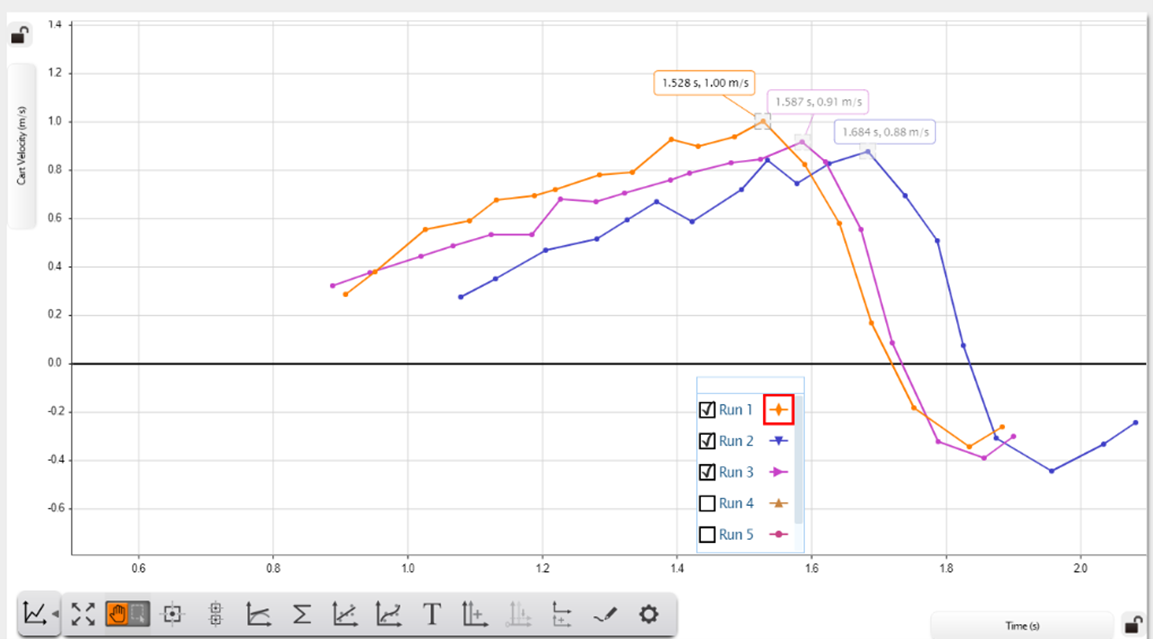 1.4
1.2
1.0
0.8
0.6
0.4
0.2
0.0
-0.2
-0.4
-0.6
Cart Velocity (m/s)
1.528 s, 1.00 m/s
1.587 s, 0.91 m/s
1.684 s, 0.88 m/s
Run 1
Run 2
Run 3
Run 4
Run 5
0.6
0.8
1.0
1.2
1.4
1.6
1.8
2.0
T
Time (s)